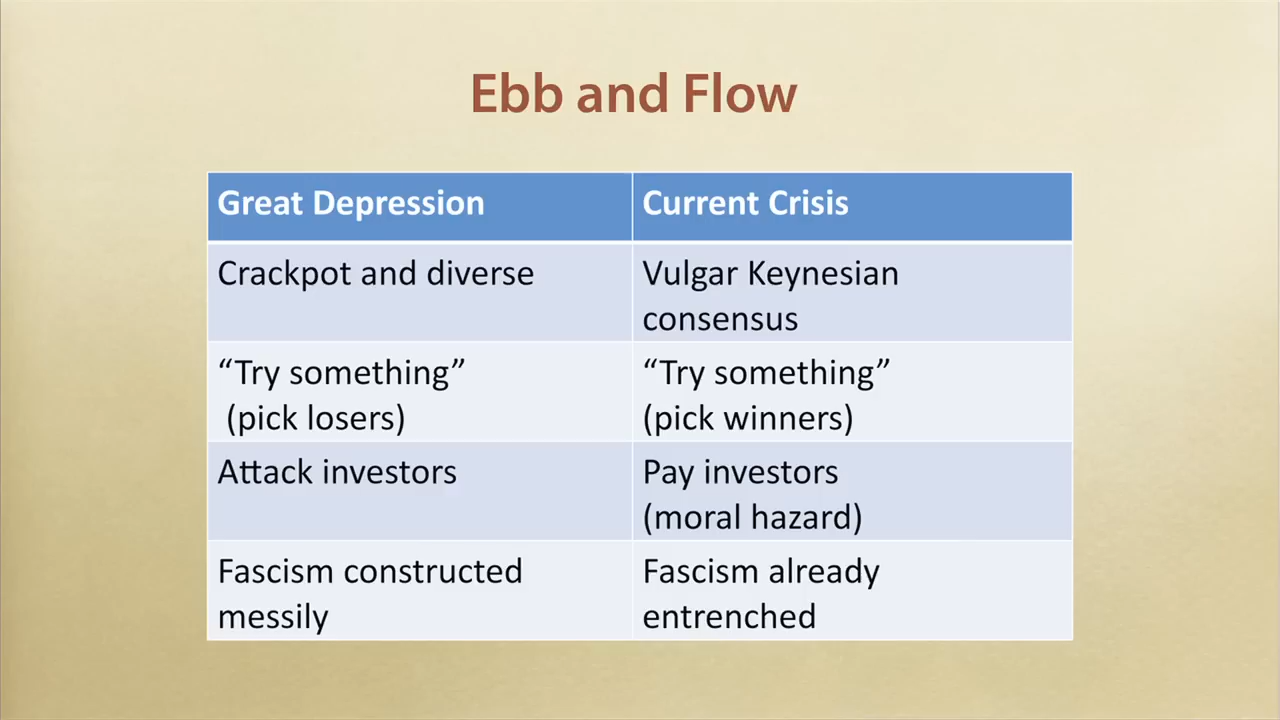 Ebb and Flow
Great Depression
Current Crisis
Crackpot and diverse
Vulgar Keynesian
consensus
“Try something”
(pick losers)
“Try something”
(pick winners)
Attack investors
Pay investors
(moral hazard)
Fascism constructed
messily
Fascism already
entrenched